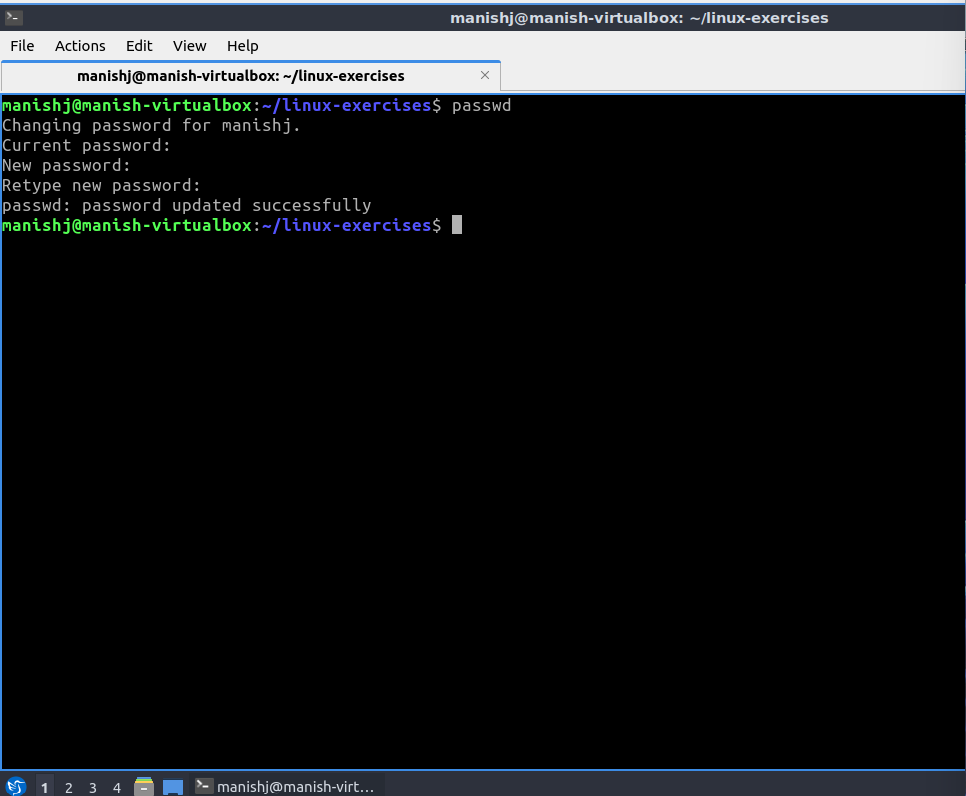 manishj@manish-virtualbox: ~/linux-exercises
File Actions Edit View Help
manishj@manish-virtualbox: ~/linux-exercises
manishj@manish-virtualbox:~/linux-exercises$ passwd
Changing password for manishj.
Current password:
New password:
Retype new password:
passwd: password updated successfully
manishj@manish-virtualbox:~/linux-exercises$
1 2 3 4 manishj@manish-virt...